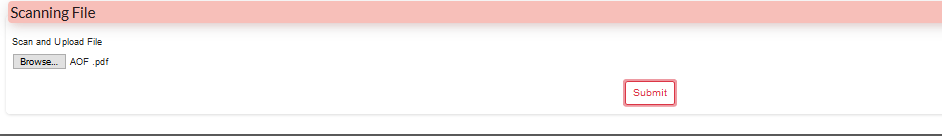 Scanning File
Scan and Upload File
Browse... AOF .pdf
Submit